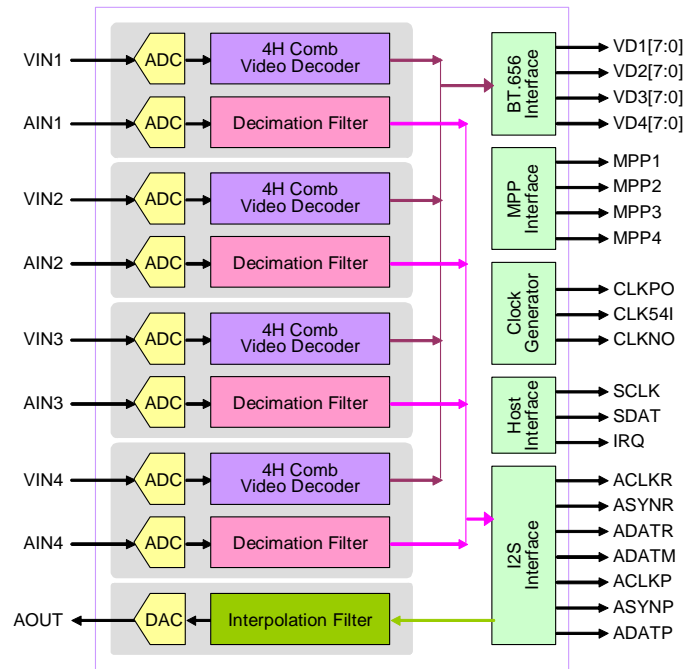 VIN1
ADC
4H Comb
Video Decoder
AIN1
ADC
Decimation Filter
VIN2
ADC
4H Comb
Video Decoder
AIN2
ADC
Decimation Filter
VIN3
ADC
4H Comb
Video Decoder
AIN3
ADC
Decimation Filter
VIN4
ADC
4H Comb
Video Decoder
AIN4
ADC
Decimation Filter
AOUT
DAC
Interpolation Filter
BT.656
Interface
VD1[7:0]
VD2[7:0]
VD3[7:0]
VD4[7:0]
MPP
Interface
MPP1
MPP2
MPP3
MPP4
Clock
Generator
CLKPO
CLK54I
CLKNO
Host
Interface
SCLK
SDAT
IRQ
I2S
Interface
ACLKR
ASYNR
ADATR
ADATM
ACLKP
ASYNP
ADATP